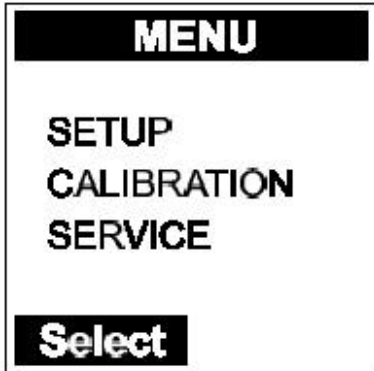 MENU
SETUP
CALIBRATION
SERVICE
Select